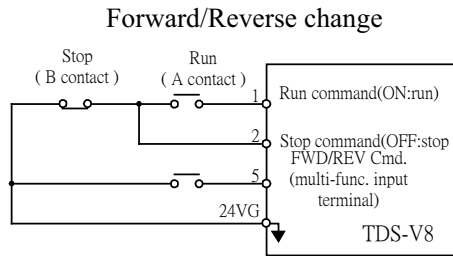 Forward/Reverse change
Stop
( B contact )
Run
( A contact )
1
Run command(ON:run)
2
Stop command(OFF:stop
FWD/REV Cmd.
(multi-func. input
terminal)
5
24VG
TDS-V8